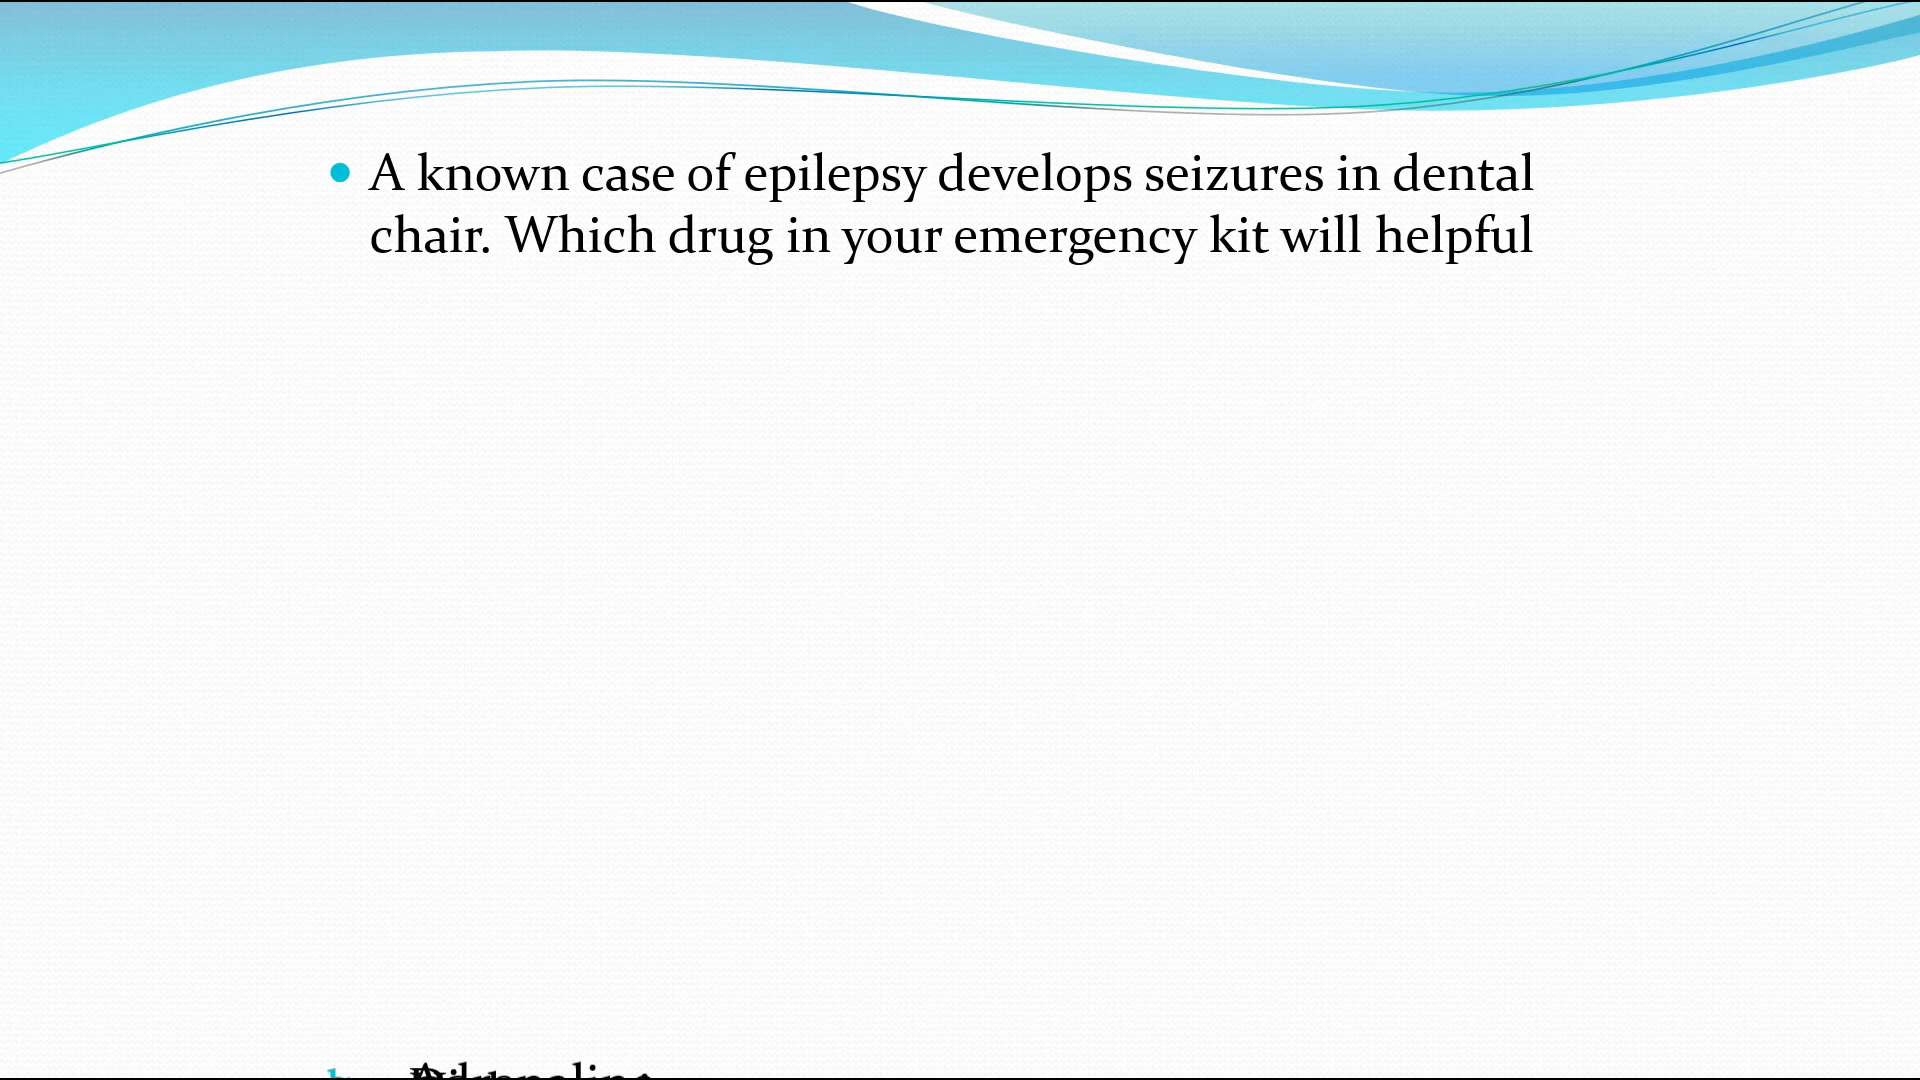 A known case of epilepsy develops seizures in dental
chair. Which drug in your emergency kit will helpful